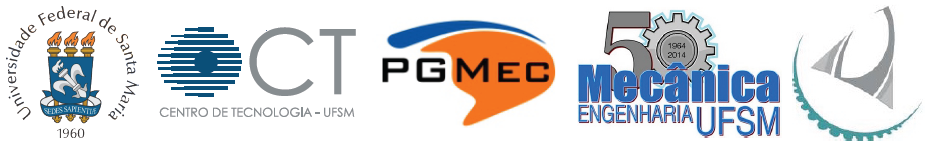 Universidade Federal de Santa Maria
SEDES SAPIENTIÆ
1960
CT
CENTRO DE TECNOLOGIA - UFSM
PGMEC
50
1964
2014
Mecânica
ENGENHARIA UFSM